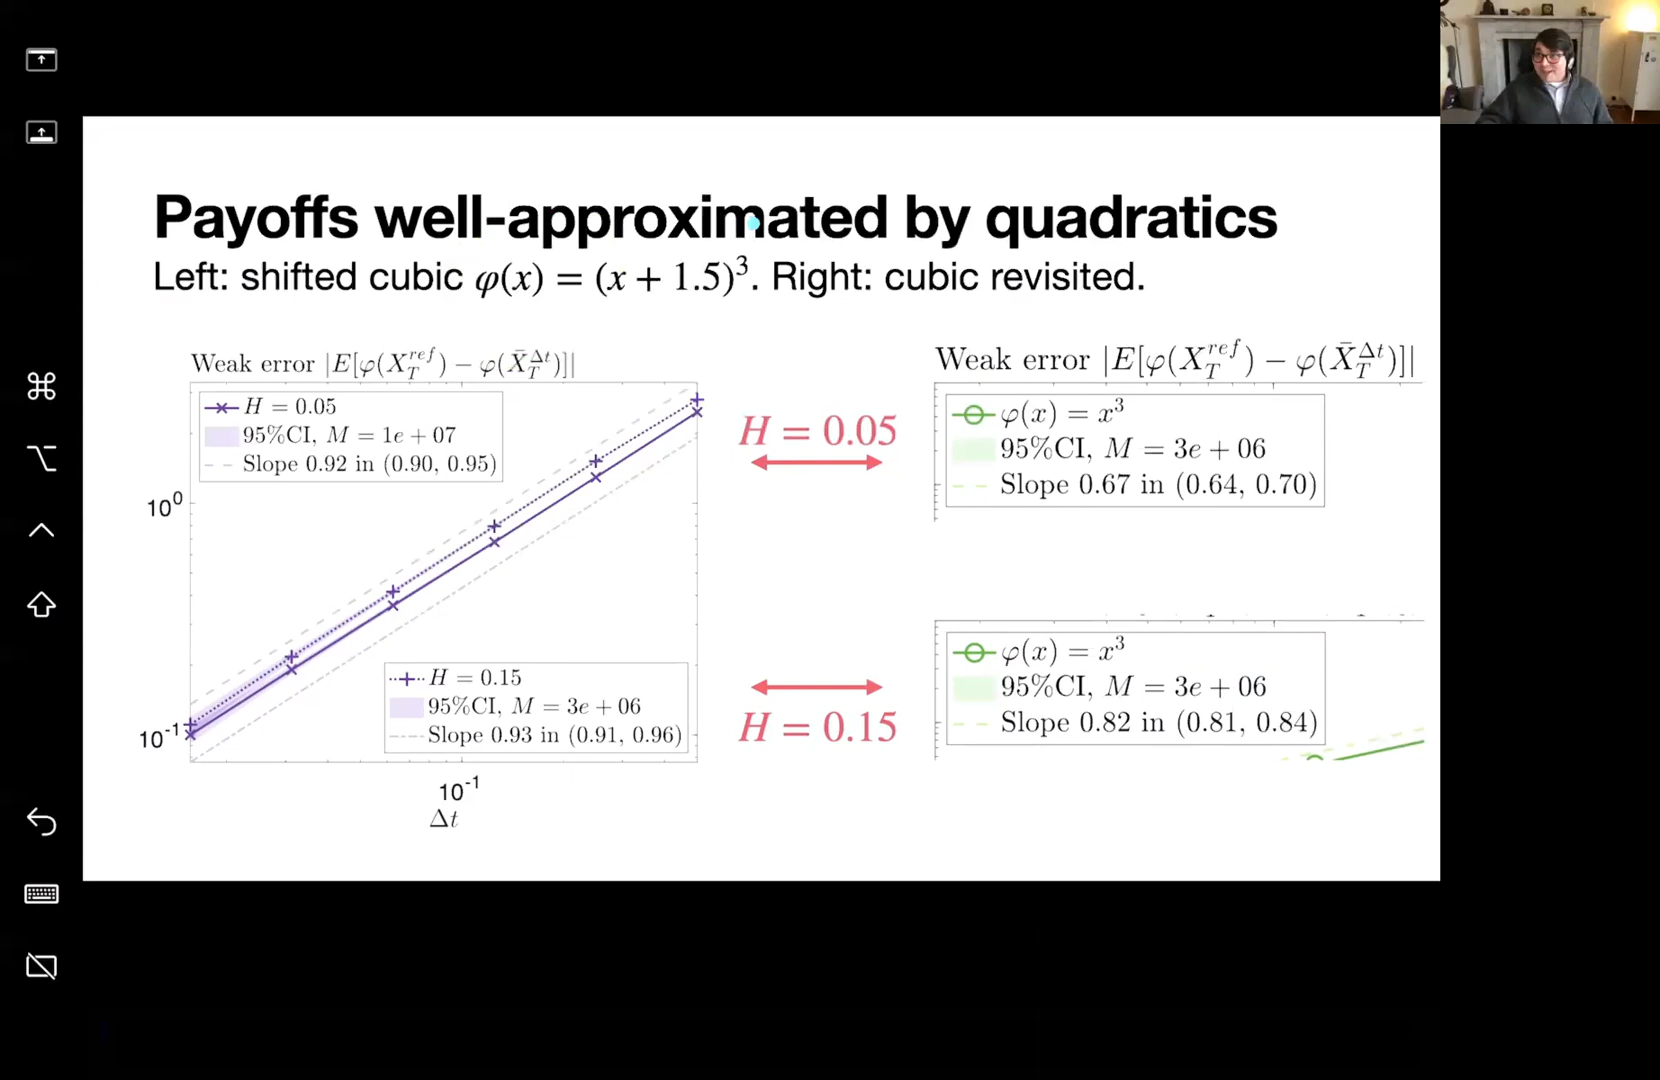 Payoffs well-approximated by quadratics
Left: shifted cubic φ(x) = (x + 1.5)³. Right: cubic revisited.
Weak error |E[φ(X_T^{ref}) − φ(X̄_T^{Δt})]|
H = 0.05
95%CI, M = 1e + 07
Slope 0.92 in (0.90, 0.95)
10⁰
10⁻¹
H = 0.15
95%CI, M = 3e + 06
Slope 0.93 in (0.91, 0.96)
10⁻¹
Δt
H = 0.05
H = 0.15
Weak error |E[φ(X_T^{ref}) − φ(X̄_T^{Δt})]|
φ(x) = x³
95%CI, M = 3e + 06
Slope 0.67 in (0.64, 0.70)
φ(x) = x³
95%CI, M = 3e + 06
Slope 0.82 in (0.81, 0.84)